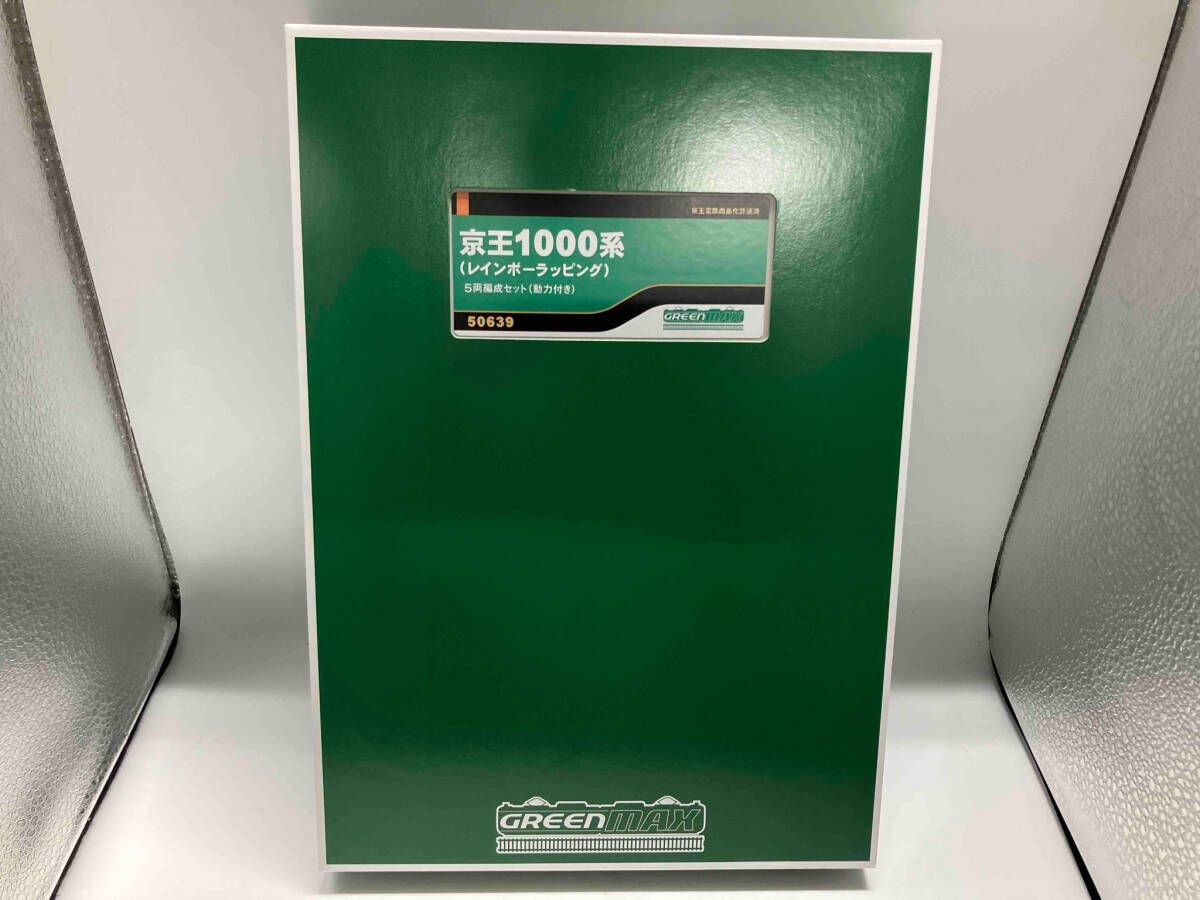 京王電鉄商品化許諾済
京王1000系
(レインボーラッピング)
5両編成セット(動力付き)
50639
GREENMAX
GREENMAX